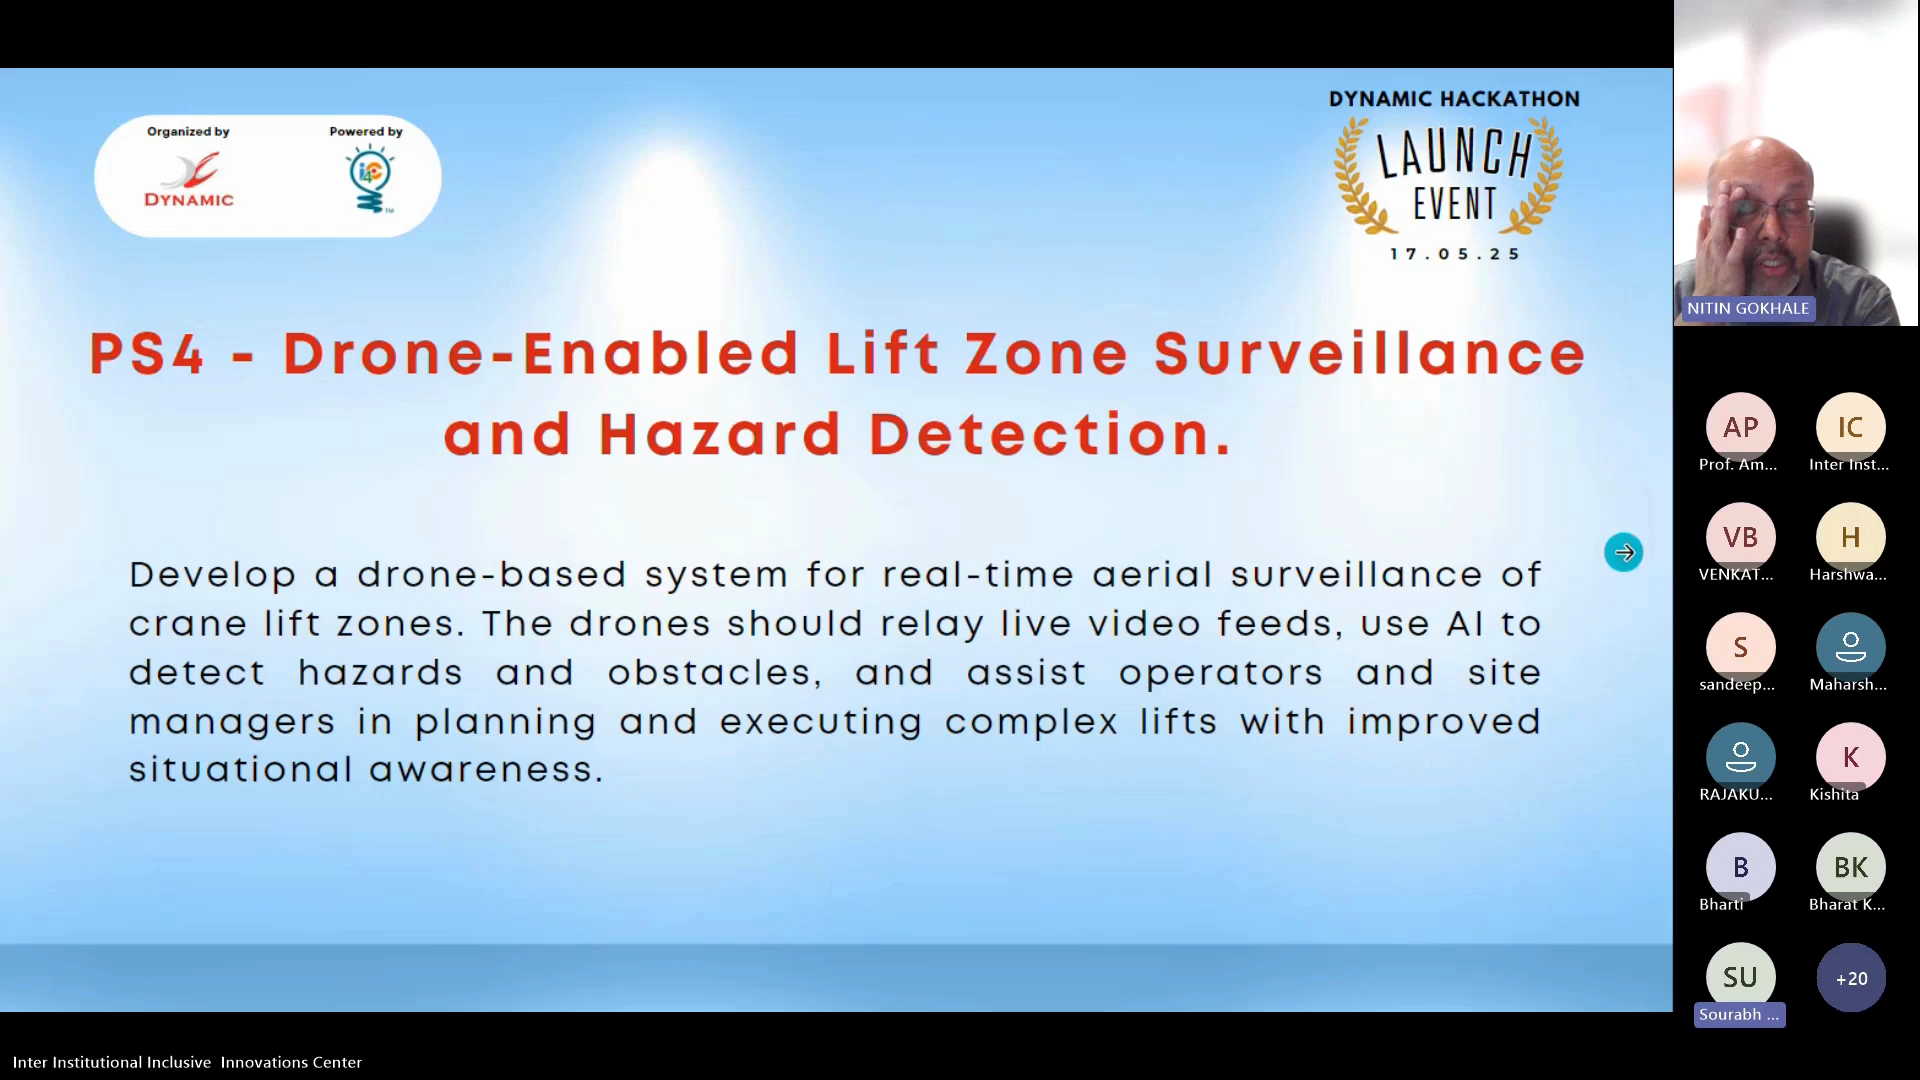 Organized by
DYNAMIC
Powered by
i4C
TM
DYNAMIC HACKATHON
LAUNCH
EVENT
17.05.25
PS4 - Drone-Enabled Lift Zone Surveillance
and Hazard Detection.
Develop a drone-based system for real-time aerial surveillance of
crane lift zones. The drones should relay live video feeds, use AI to
detect hazards and obstacles, and assist operators and site
managers in planning and executing complex lifts with improved
situational awareness.
NITIN GOKHALE
AP
Prof. Am...
IC
Inter Inst...
VB
VENKAT...
H
Harshwa...
S
sandeep...
Maharsh...
RAJAKU...
K
Kishita
B
Bharti
BK
Bharat K...
SU
Sourabh ...
+20
Inter Institutional Inclusive Innovations Center